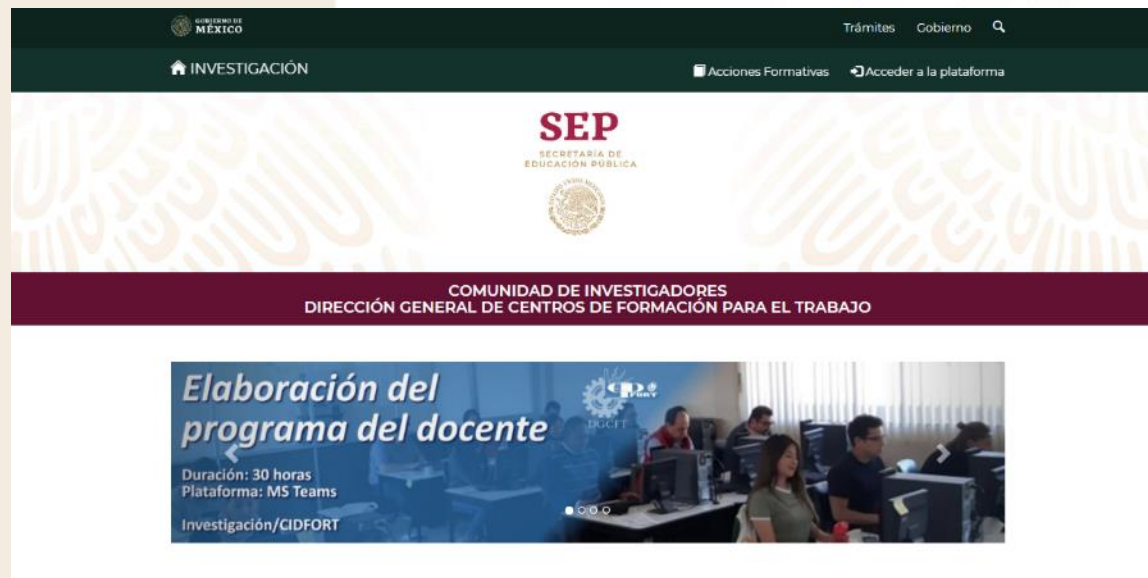 GOBIERNO DE
MÉXICO
Trámites Gobierno
INVESTIGACIÓN
Acciones Formativas Acceder a la plataforma
SEP
SECRETARÍA DE
EDUCACIÓN PÚBLICA
COMUNIDAD DE INVESTIGADORES
DIRECCIÓN GENERAL DE CENTROS DE FORMACIÓN PARA EL TRABAJO
Elaboración del
programa del docente
DGCFT
Duración: 30 horas
Plataforma: MS Teams
Investigación/CIDFORT